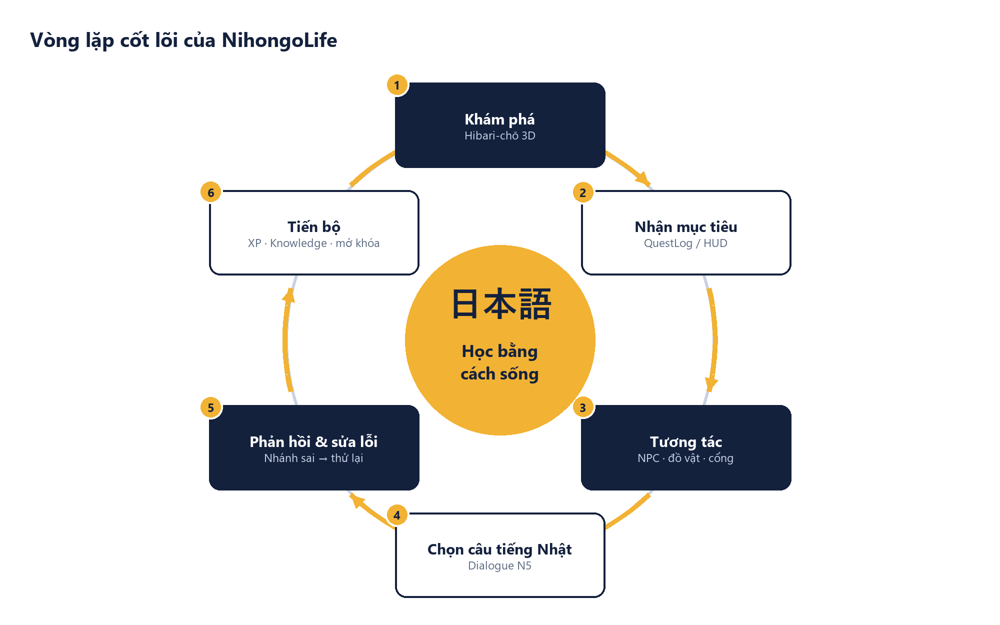 Vòng lặp cốt lõi của NihongoLife
1
Khám phá
Hibari-chō 3D
2
Nhận mục tiêu
QuestLog / HUD
3
Tương tác
NPC · đồ vật · cổng
4
Chọn câu tiếng Nhật
Dialogue N5
5
Phản hồi & sửa lỗi
Nhánh sai → thử lại
6
Tiến bộ
XP · Knowledge · mở khóa
日本語
Học bằng
cách sống